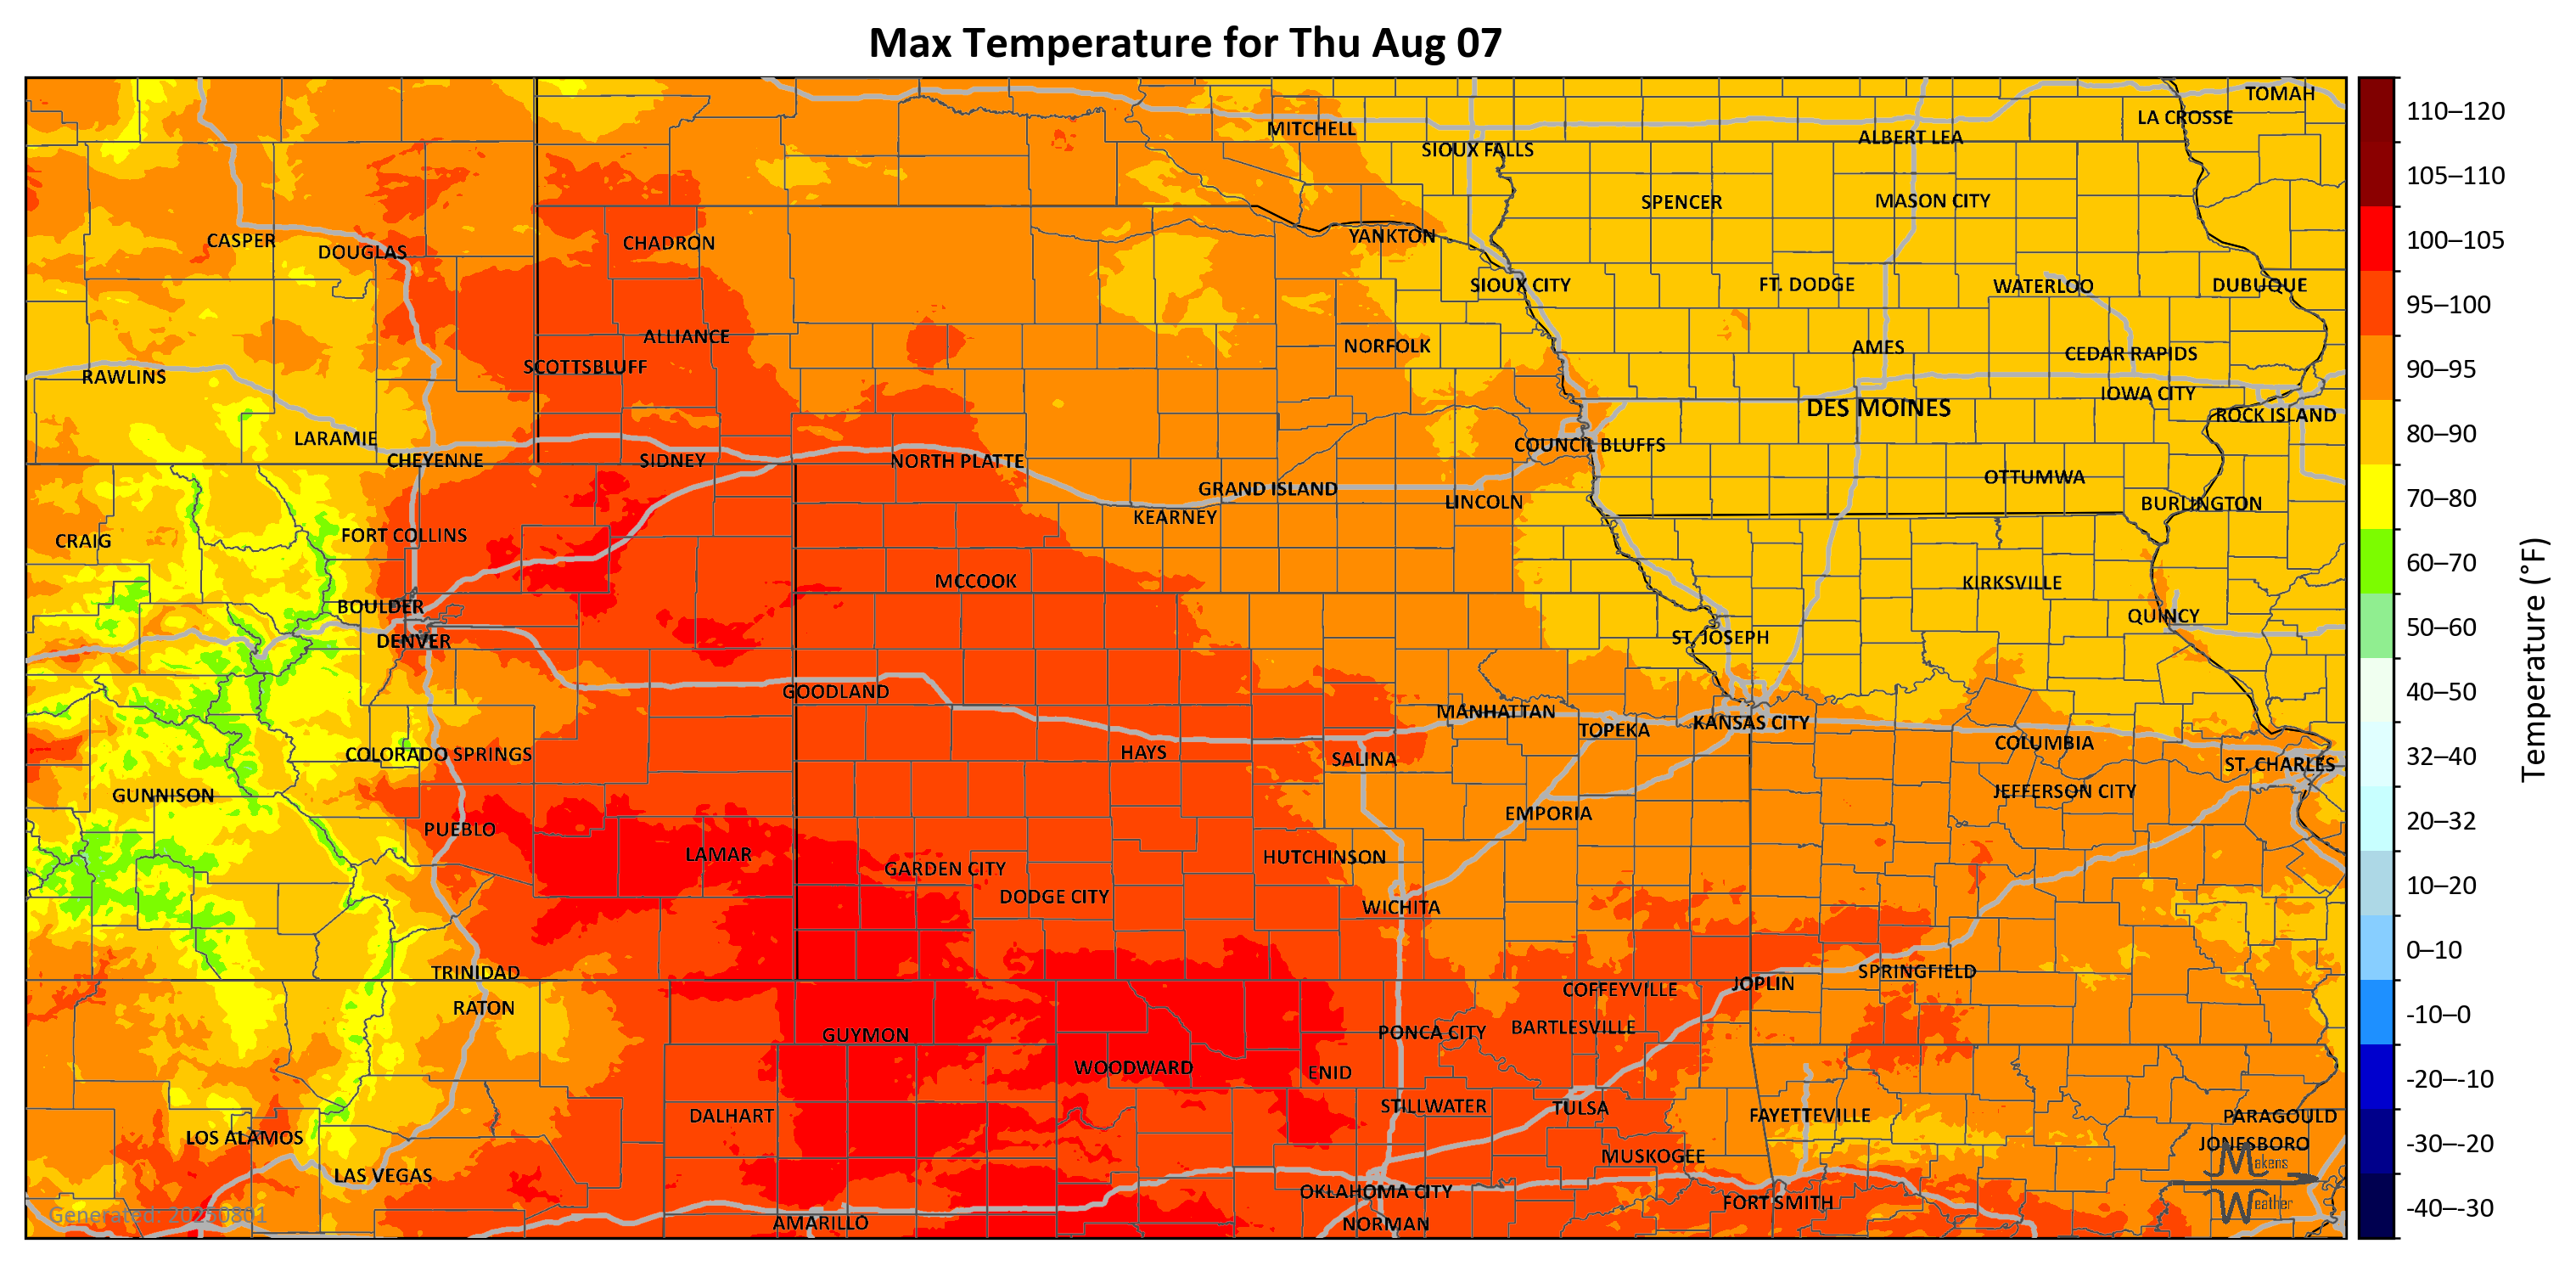 Max Temperature for Thu Aug 07
TOMAH
LA CROSSE
MITCHELL
ALBERT LEA
SIOUX FALLS
SPENCER
MASON CITY
CASPER
DOUGLAS
CHADRON
YANKTON
SIOUX CITY
FT. DODGE
WATERLOO
DUBUQUE
ALLIANCE
NORFOLK
AMES
CEDAR RAPIDS
RAWLINS
SCOTTSBLUFF
IOWA CITY
DES MOINES
ROCK ISLAND
LARAMIE
COUNCIL BLUFFS
CHEYENNE
SIDNEY
NORTH PLATTE
OTTUMWA
GRAND ISLAND
LINCOLN
BURLINGTON
KEARNEY
CRAIG
FORT COLLINS
MCCOOK
KIRKSVILLE
BOULDER
QUINCY
DENVER
ST. JOSEPH
GOODLAND
MANHATTAN
TOPEKA
KANSAS CITY
COLORADO SPRINGS
HAYS
SALINA
COLUMBIA
ST. CHARLES
GUNNISON
JEFFERSON CITY
PUEBLO
EMPORIA
LAMAR
GARDEN CITY
HUTCHINSON
DODGE CITY
WICHITA
TRINIDAD
SPRINGFIELD
JOPLIN
RATON
COFFEYVILLE
GUYMON
PONCA CITY
BARTLESVILLE
WOODWARD
ENID
DALHART
STILLWATER
TULSA
FAYETTEVILLE
PARAGOULD
LOS ALAMOS
JONESBORO
LAS VEGAS
MUSKOGEE
OKLAHOMA CITY
FORT SMITH
AMARILLO
NORMAN
Generated: 20250801
Makens
Weather
110–120
105–110
100–105
95–100
90–95
80–90
70–80
60–70
50–60
40–50
32–40
20–32
10–20
0–10
-10–0
-20–-10
-30–-20
-40–-30
Temperature (°F)